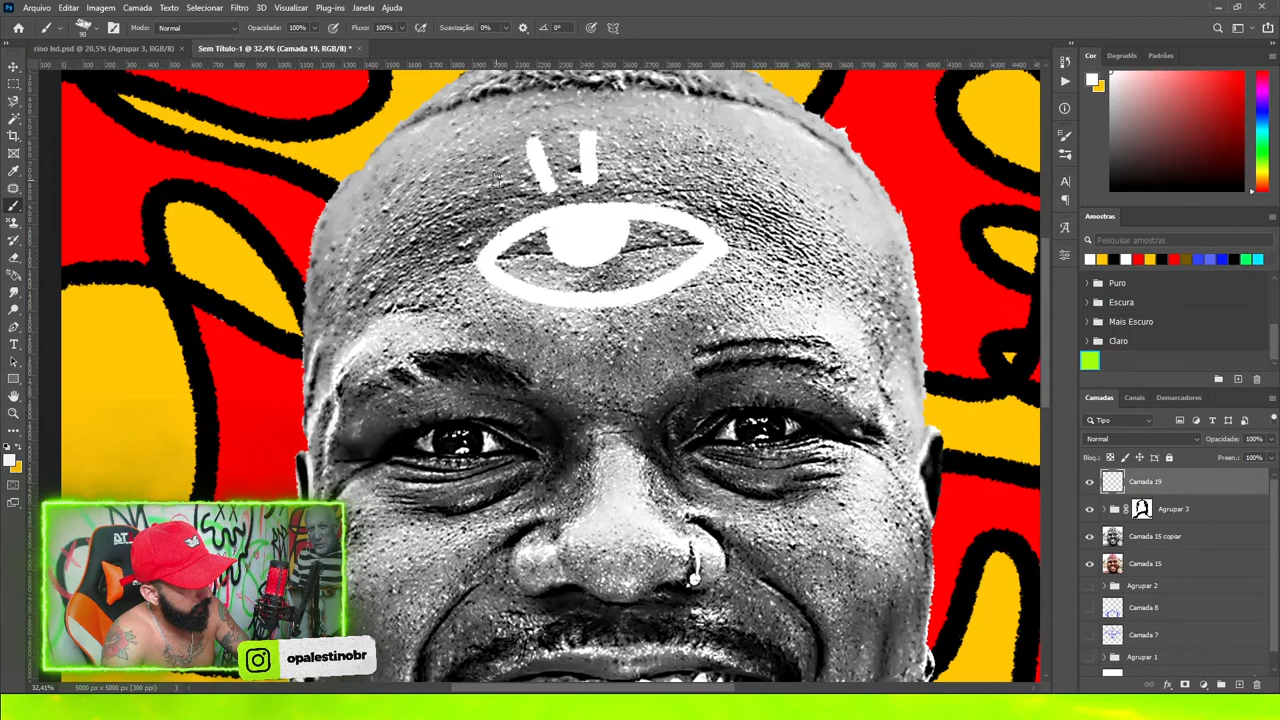 Arquivo Editar Imagem Camada Texto Selecionar Filtro 3D Visualizar Plug-ins Janela Ajuda
90 Modo: Normal Opacidade: 100% Fluxo: 100% Suavização: 0% 0°
rino lsd.psd @ 20,5% (Agrupar 3, RGB/8) × Sem Título-1 @ 32,4% (Camada 19, RGB/8) * ×
Cor Degradês Padrões
Amostras
Pesquisar amostras
Puro
Escura
Mais Escuro
Claro
Camadas Canais Demarcadores
Tipo
Normal Opacidade: 100%
Bloq.: Preen.: 100%
Camada 19
Agrupar 3
Camada 15 copiar
Camada 15
Agrupar 2
Camada 8
Camada 7
Agrupar 1
DT
opalestinobr
32,41% 5000 px x 5000 px (300 ppi)